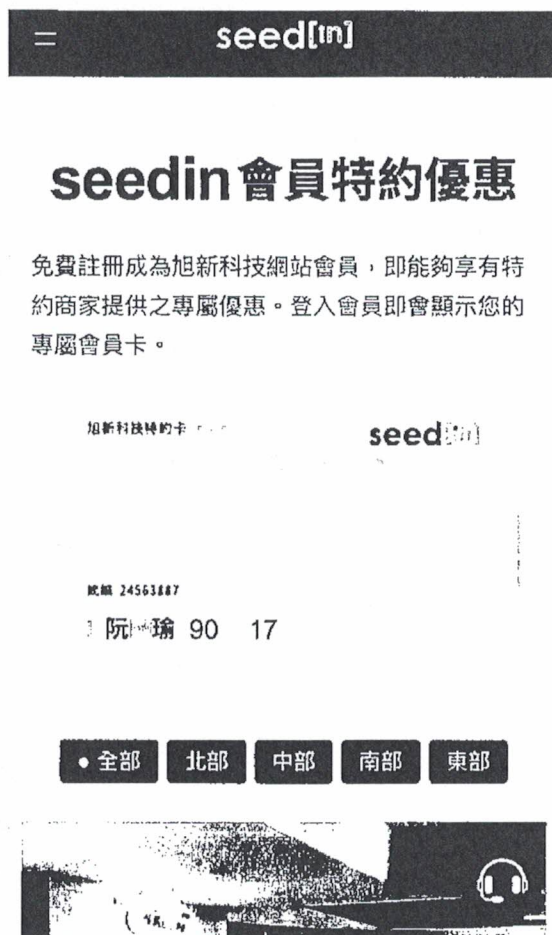 seed[in]
seedin會員特約優惠
免費註冊成為旭新科技網站會員，即能夠享有特
約商家提供之專屬優惠。登入會員即會顯示您的
專屬會員卡。
旭新科技特約卡
seed[in]
統編 24563887
阮 瑜 90 17
• 全部 北部 中部 南部 東部